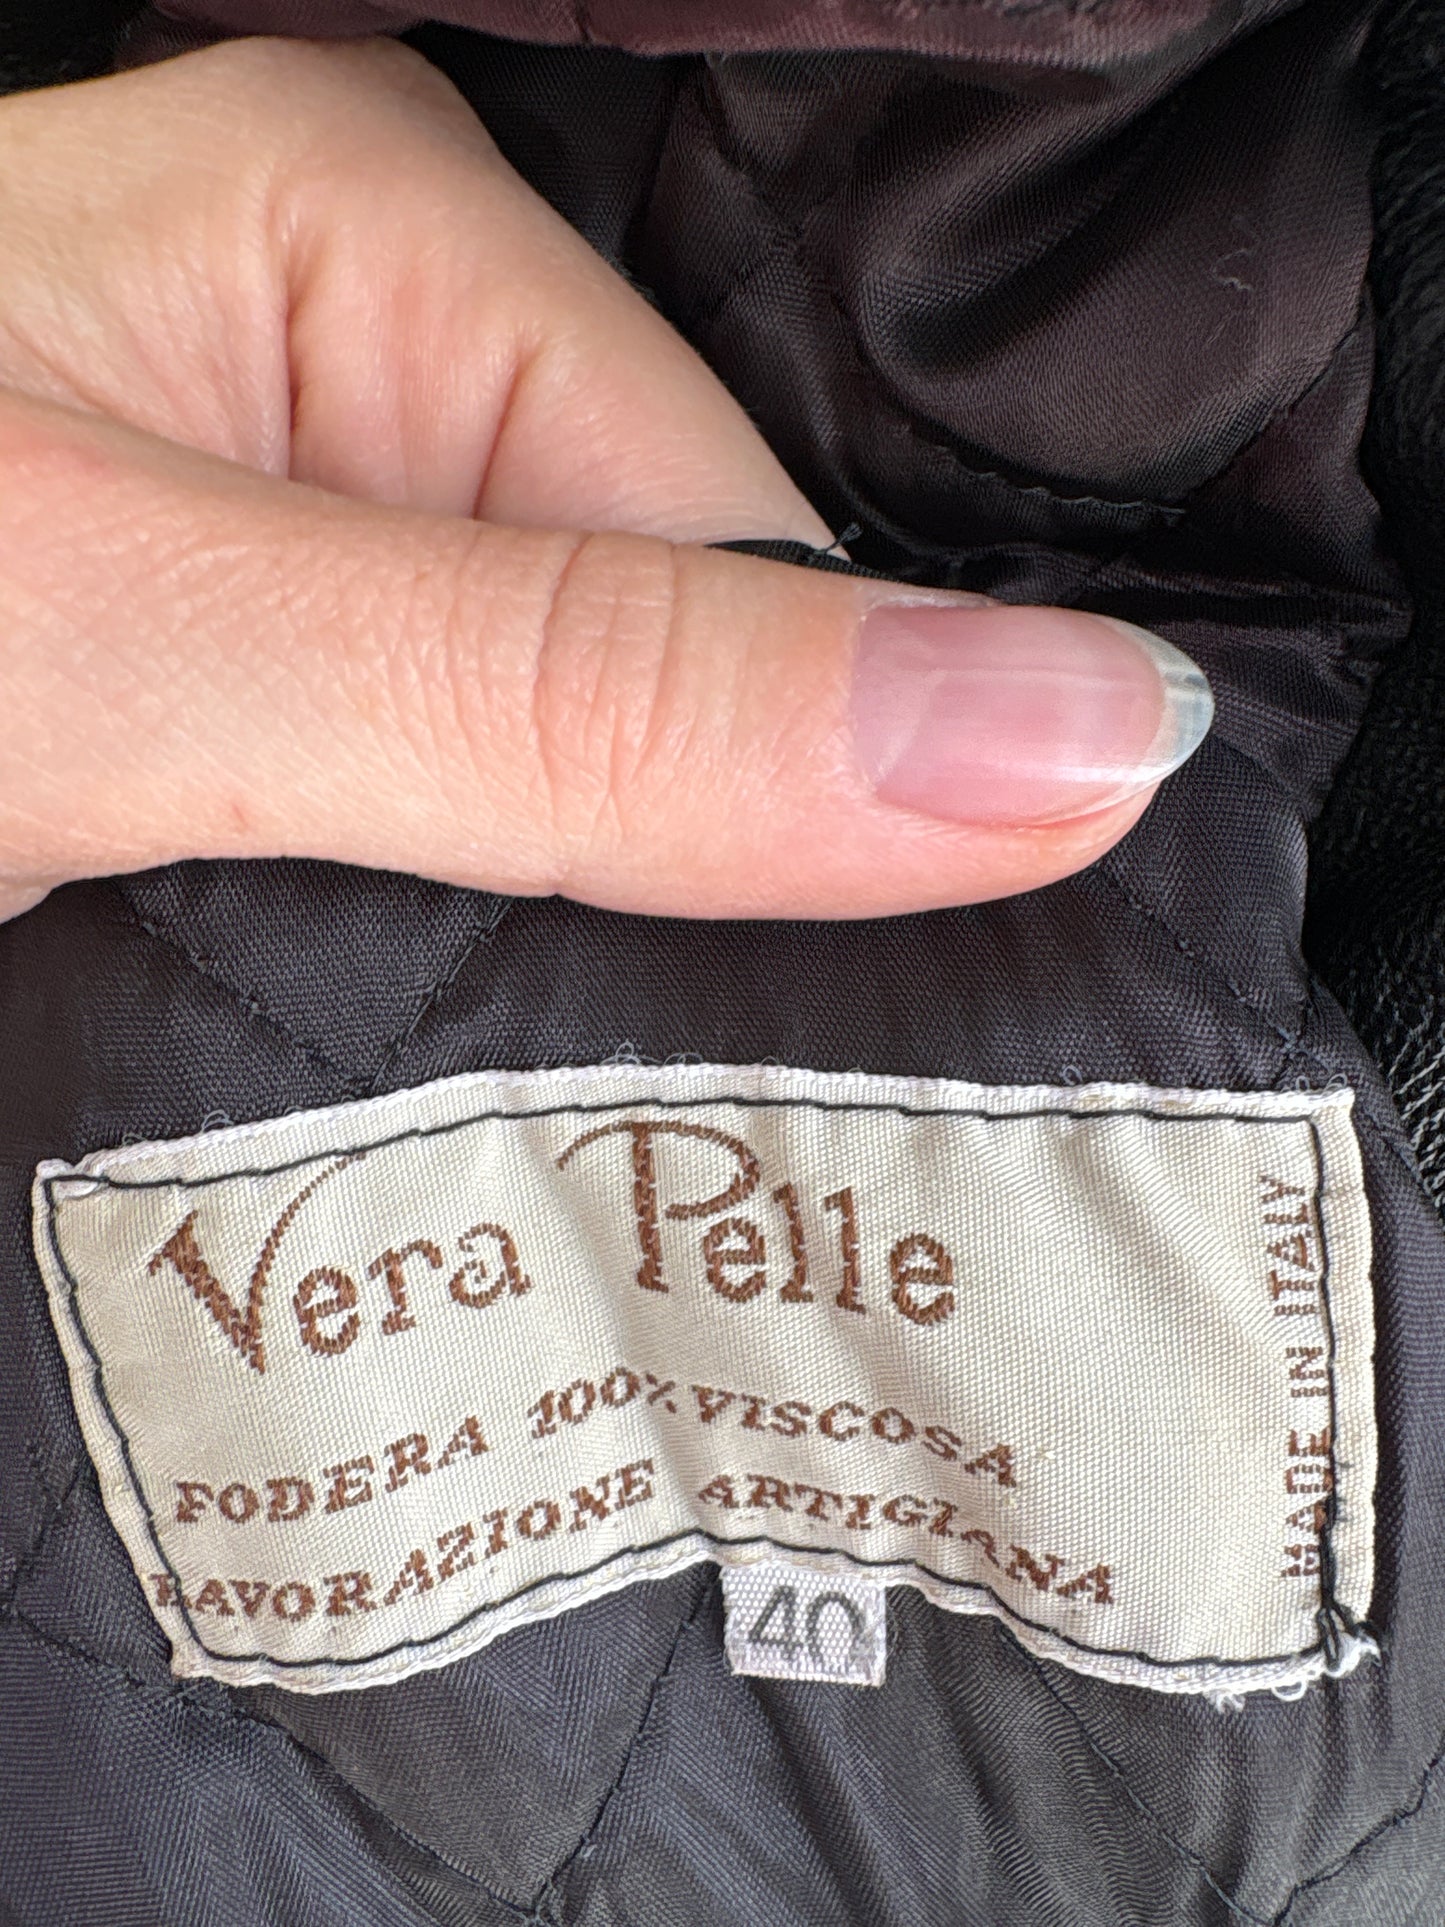 Vera Pelle
FODERA 100% VISCOSA
LAVORAZIONE ARTIGIANA
MADE IN ITALY
40